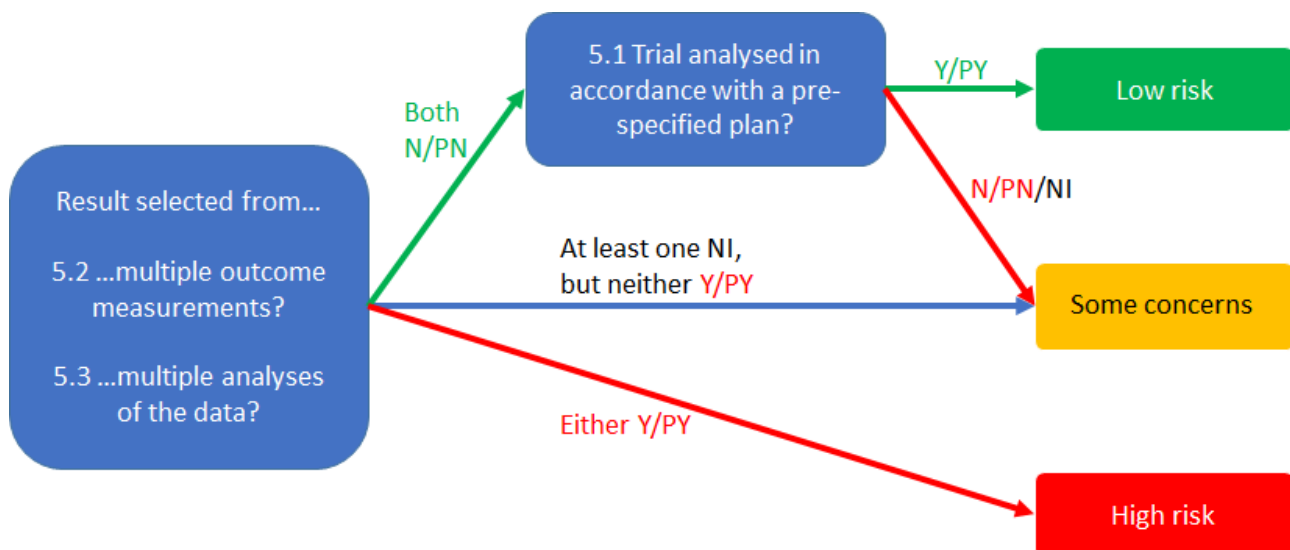 Result selected from...
5.2 ...multiple outcome
measurements?
5.3 ...multiple analyses
of the data?
Both
N/PN
5.1 Trial analysed in
accordance with a pre-
specified plan?
Y/PY
Low risk
N/PN/NI
At least one NI,
but neither Y/PY
Some concerns
Either Y/PY
High risk